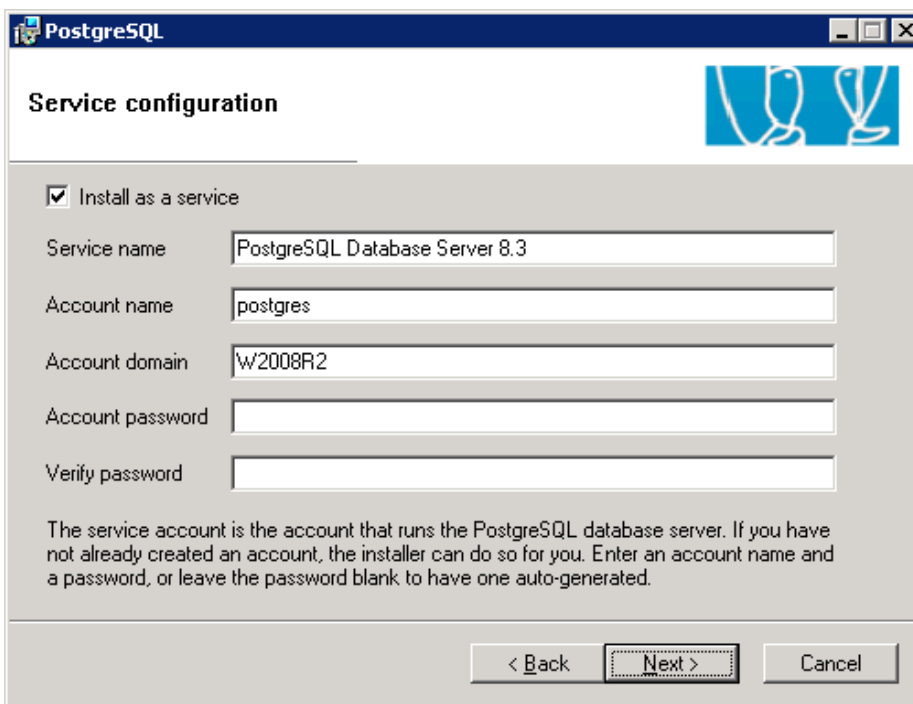 PostgreSQL
Service configuration
Install as a service
Service name
PostgreSQL Database Server 8.3
Account name
postgres
Account domain
W2008R2
Account password
Verify password
The service account is the account that runs the PostgreSQL database server. If you have
not already created an account, the installer can do so for you. Enter an account name and
a password, or leave the password blank to have one auto-generated.
< Back
Next >
Cancel